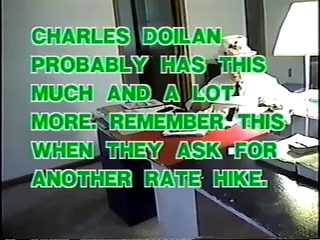 CHARLES DOILAN
PROBABLY HAS THIS
MUCH AND A LOT
MORE. REMEMBER THIS
WHEN THEY ASK FOR
ANOTHER RATE HIKE.